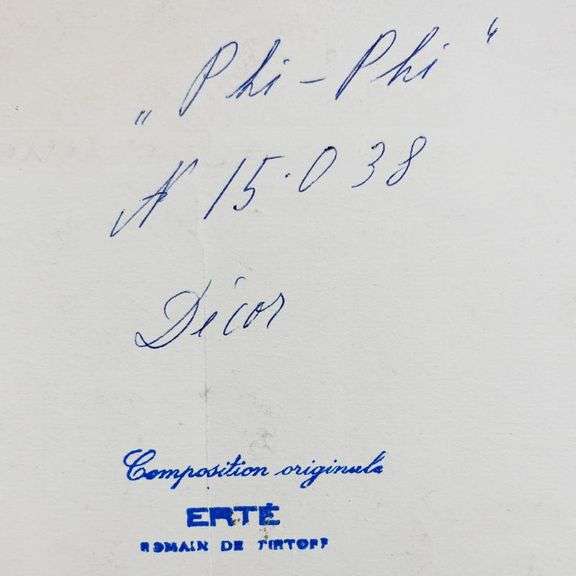 „Phi-Phi“
N 15.038
Décor
Composition originale
ERTÉ
ROMAIN DE TIRTOFF